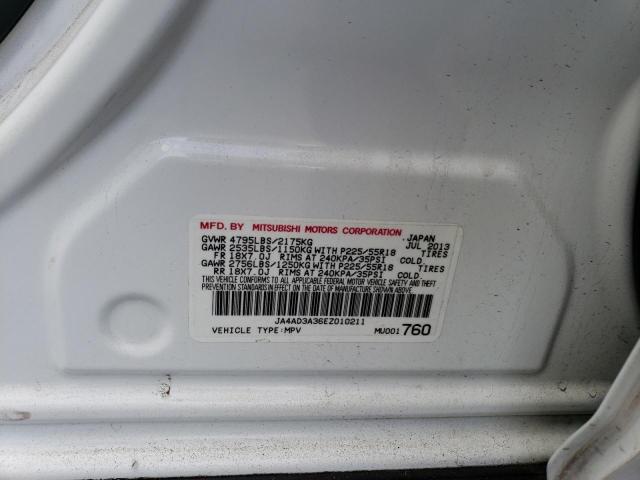 MFD. BY MITSUBISHI MOTORS CORPORATION JAPAN
GVWR 4795LBS/2175KG JUL 2013
GAWR 2535LBS/1150KG WITH P225/55R18 TIRES
FR 18X7.0J RIMS AT 240KPA/35PSI COLD.
GAWR 2756LBS/1250KG WITH P225/55R18 TIRES
RR 18X7.0J RIMS AT 240KPA/35PSI COLD.
THIS VEHICLE CONFORMS TO ALL APPLICABLE FEDERAL MOTOR VEHICLE SAFETY AND THEFT
PREVENTION STANDARDS IN EFFECT ON THE DATE OF MANUFACTURE SHOWN
ABOVE.
JA4AD3A36EZ010211
VEHICLE TYPE:MPV MU001760